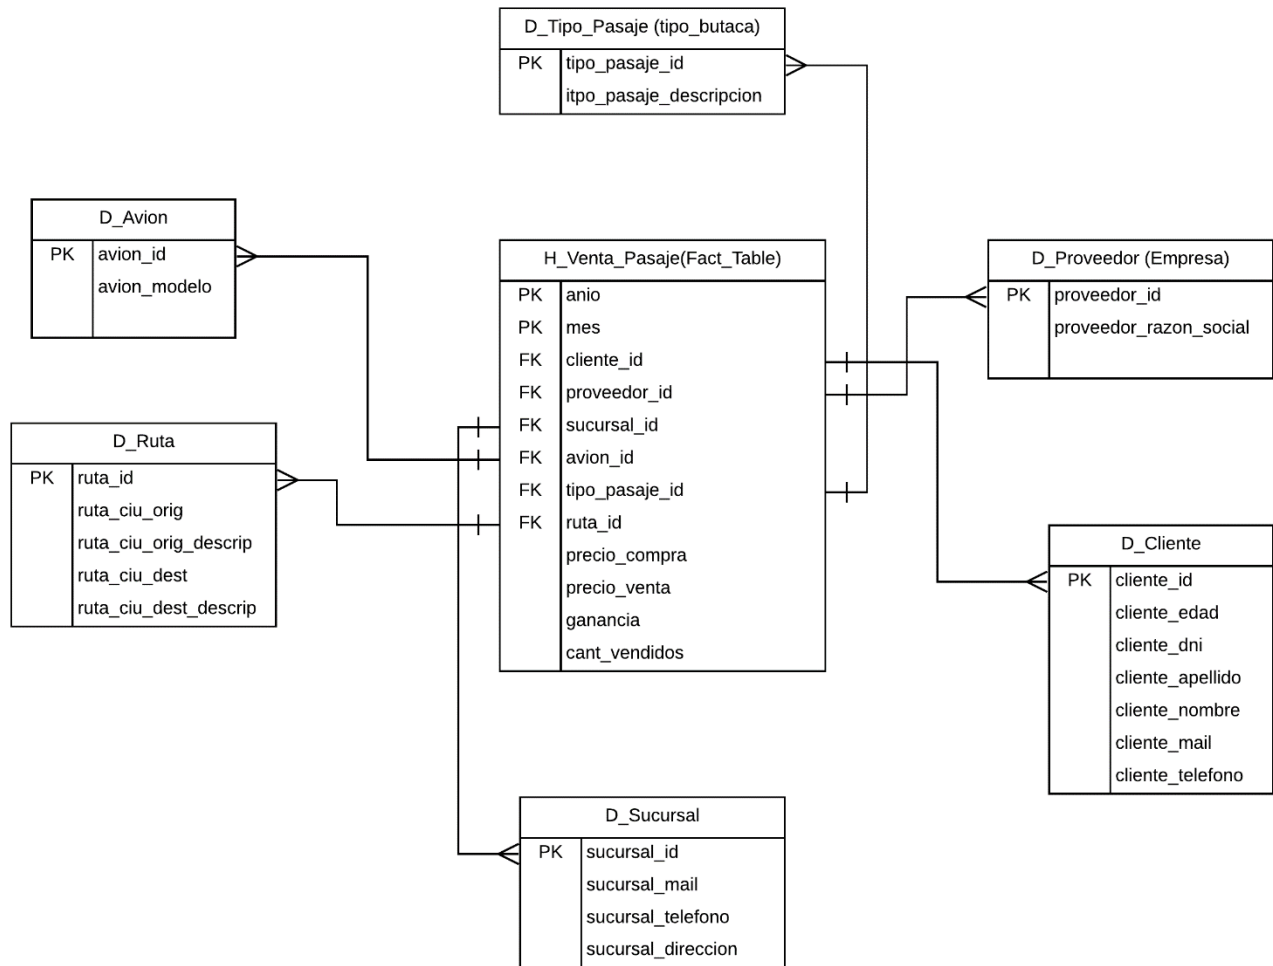 D_Tipo_Pasaje (tipo_butaca)
PK tipo_pasaje_id
itpo_pasaje_descripcion
D_Avion
PK avion_id
avion_modelo
H_Venta_Pasaje(Fact_Table)
PK anio
PK mes
FK cliente_id
FK proveedor_id
FK sucursal_id
FK avion_id
FK tipo_pasaje_id
FK ruta_id
precio_compra
precio_venta
ganancia
cant_vendidos
D_Proveedor (Empresa)
PK proveedor_id
proveedor_razon_social
D_Ruta
PK ruta_id
ruta_ciu_orig
ruta_ciu_orig_descrip
ruta_ciu_dest
ruta_ciu_dest_descrip
D_Cliente
PK cliente_id
cliente_edad
cliente_dni
cliente_apellido
cliente_nombre
cliente_mail
cliente_telefono
D_Sucursal
PK sucursal_id
sucursal_mail
sucursal_telefono
sucursal_direccion